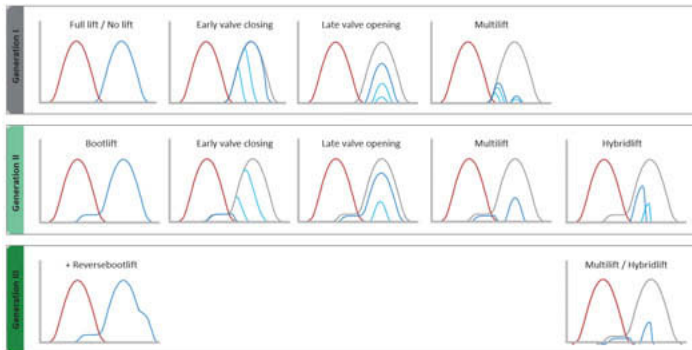 Generation I
Full lift / No lift
Early valve closing
Late valve opening
Multilift
Generation II
Bootlift
Early valve closing
Late valve opening
Multilift
Hybridlift
Generation III
+ Reversebootlift
Multilift / Hybridlift